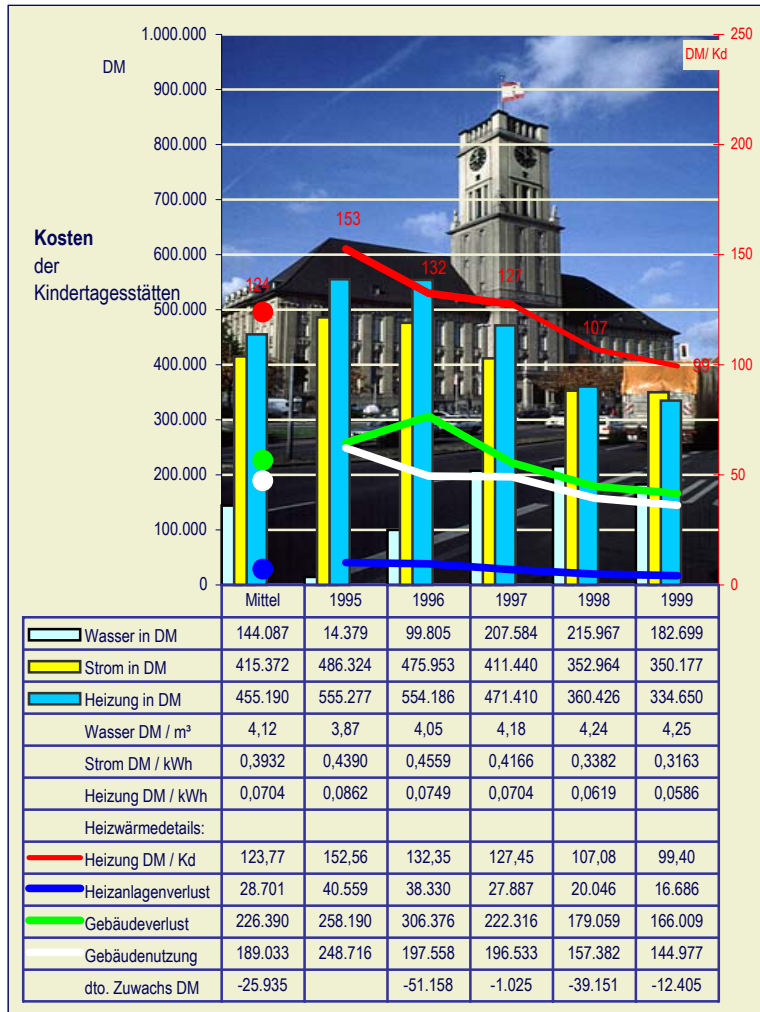 1.000.000
DM
900.000
800.000
700.000
600.000
500.000
400.000
300.000
200.000
100.000
0
Kosten
der
Kindertagesstätten
250
DM/ Kd
200
150
100
50
0
124
153
132
127
107
99
Mittel 1995 1996 1997 1998 1999
Wasser in DM 144.087 14.379 99.805 207.584 215.967 182.699
Strom in DM 415.372 486.324 475.953 411.440 352.964 350.177
Heizung in DM 455.190 555.277 554.186 471.410 360.426 334.650
Wasser DM / m³ 4,12 3,87 4,05 4,18 4,24 4,25
Strom DM / kWh 0,3932 0,4390 0,4559 0,4166 0,3382 0,3163
Heizung DM / kWh 0,0704 0,0862 0,0749 0,0704 0,0619 0,0586
Heizwärmedetails:
Heizung DM / Kd 123,77 152,56 132,35 127,45 107,08 99,40
Heizanlagenverlust 28.701 40.559 38.330 27.887 20.046 16.686
Gebäudeverlust 226.390 258.190 306.376 222.316 179.059 166.009
Gebäudenutzung 189.033 248.716 197.558 196.533 157.382 144.977
dto. Zuwachs DM -25.935 -51.158 -1.025 -39.151 -12.405